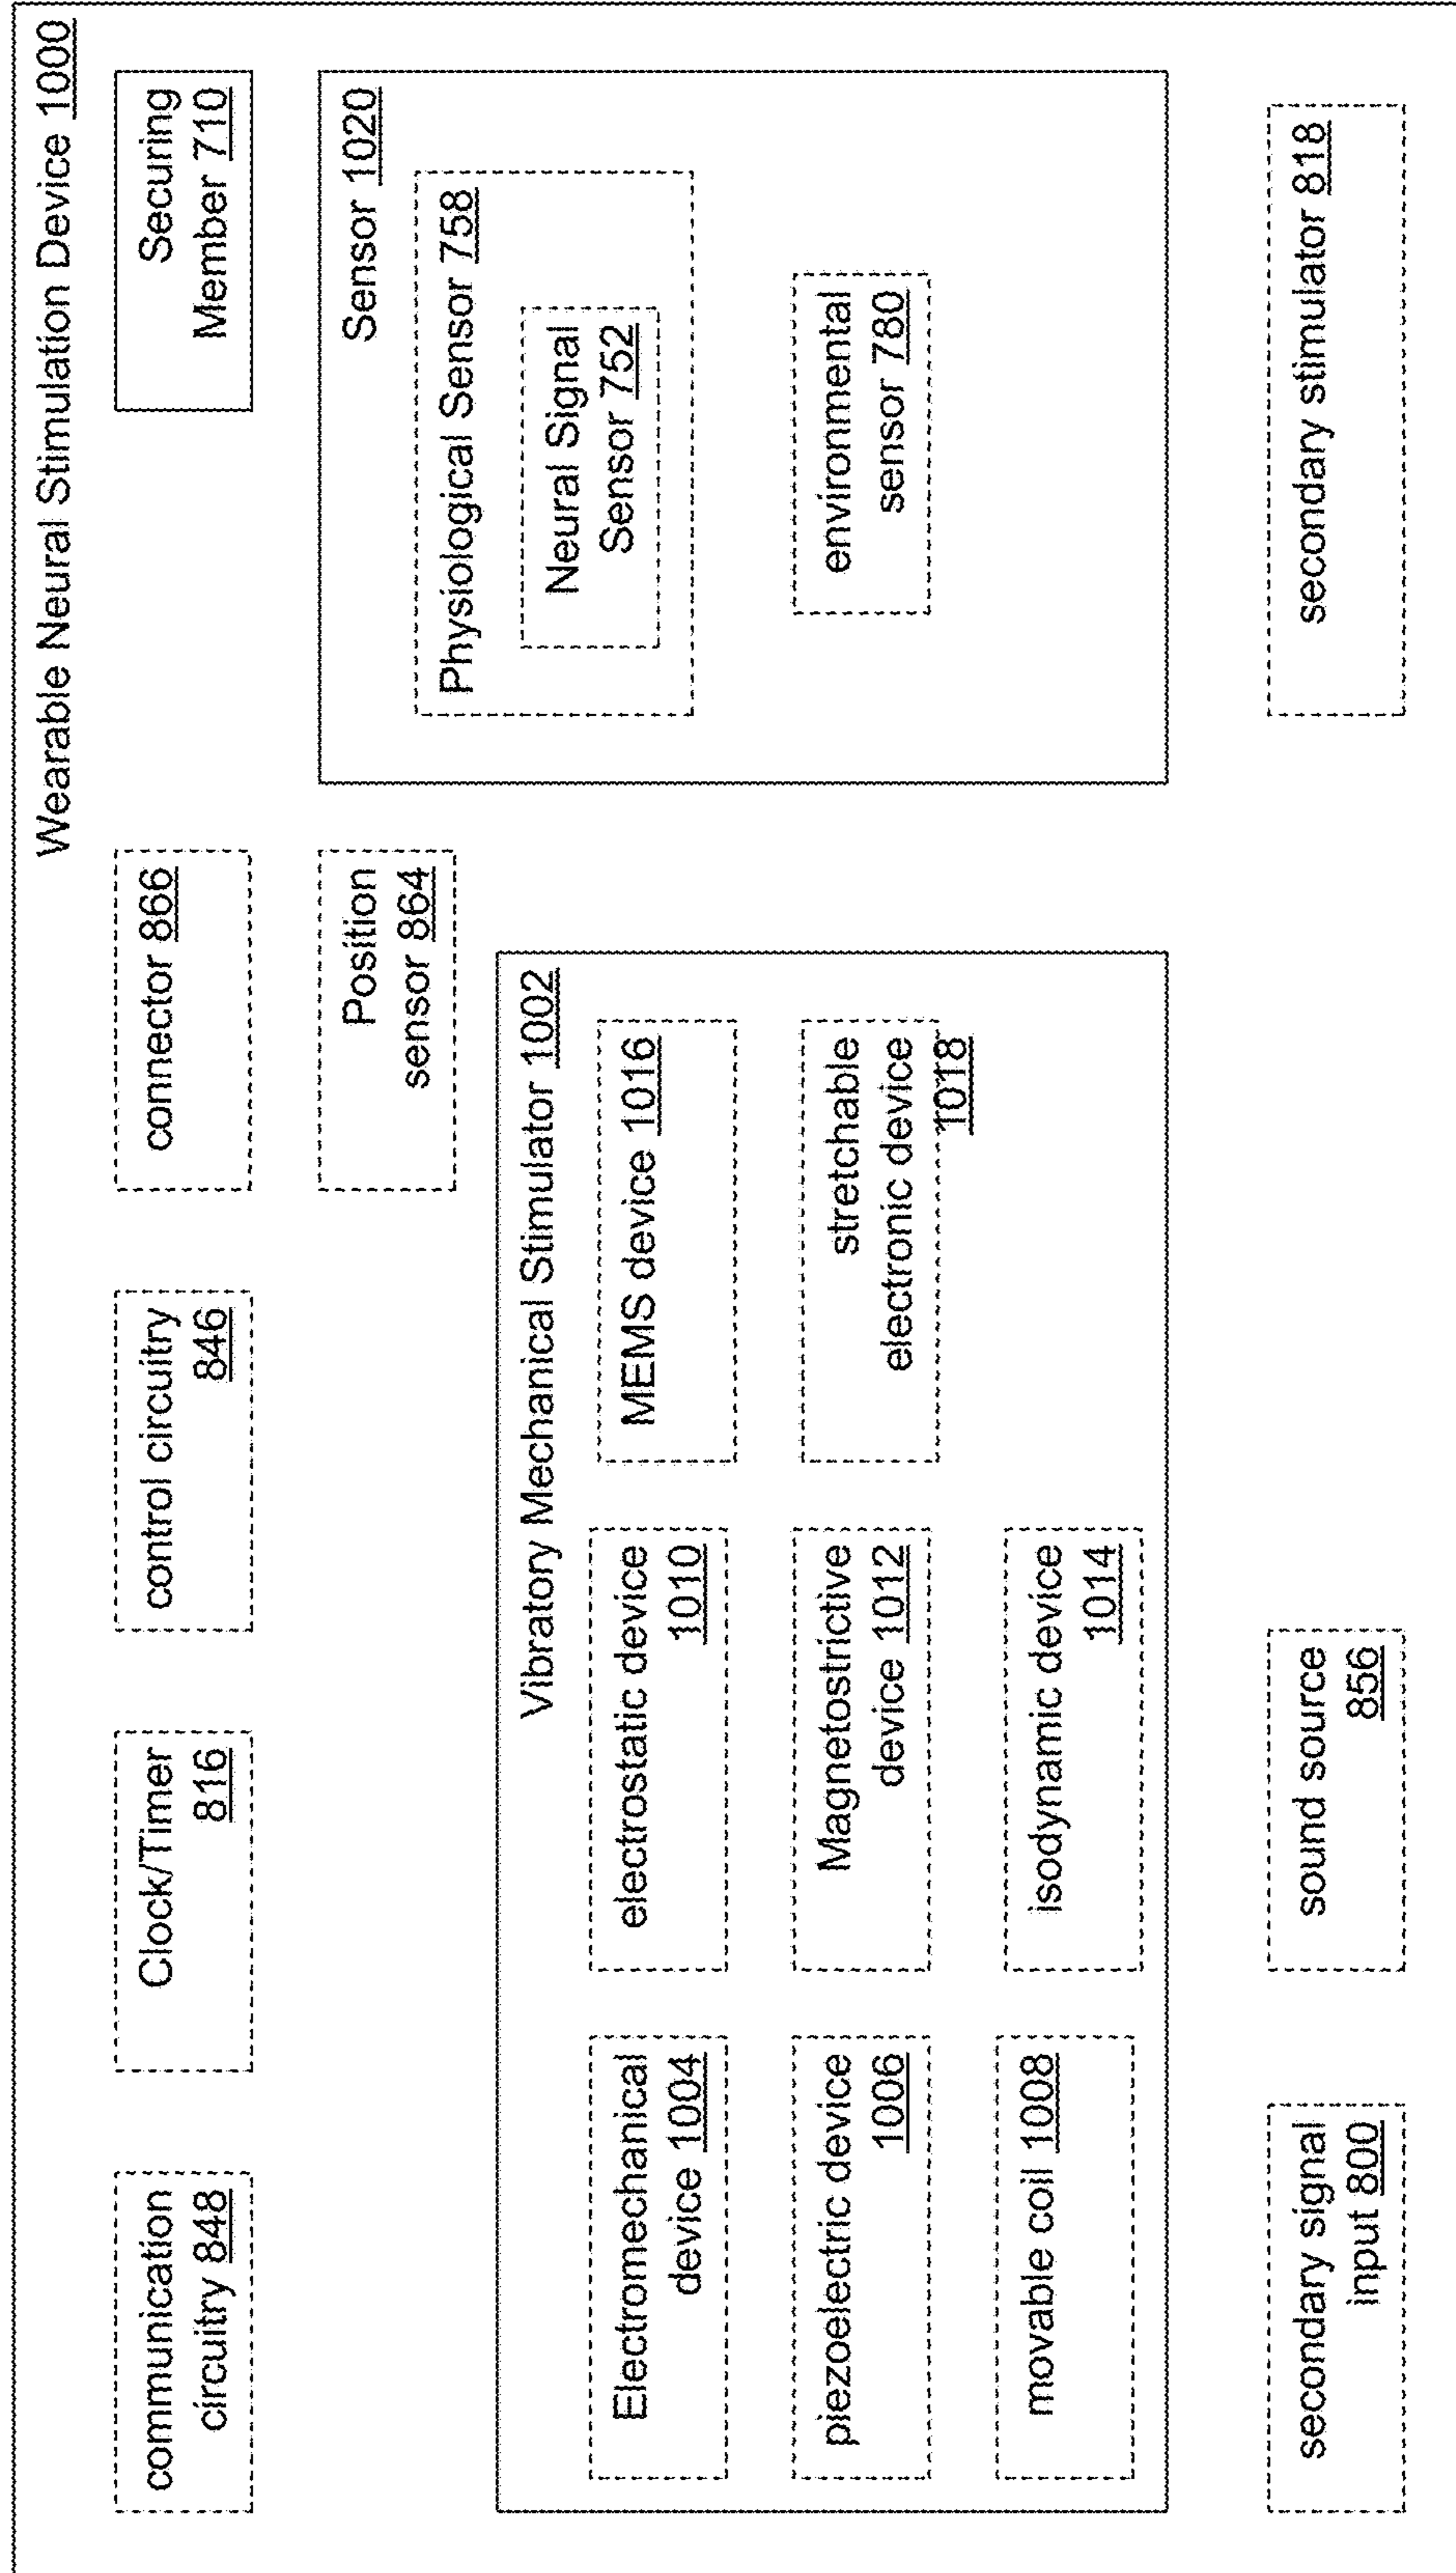 Wearable Neural Stimulation Device 1000
communication
circuitry 848
Clock/Timer
816
control circuitry
846
connector 866
Securing
Member 710
Position
sensor 864
Sensor 1020
Physiological Sensor 758
Neural Signal
Sensor 752
environmental
sensor 780
Vibratory Mechanical Stimulator 1002
Electromechanical
device 1004
electrostatic device
1010
MEMS device 1016
piezoelectric device
1006
Magnetostrictive
device 1012
stretchable
electronic device
1018
movable coil 1008
isodynamic device
1014
secondary signal
input 800
sound source
856
secondary stimulator 818